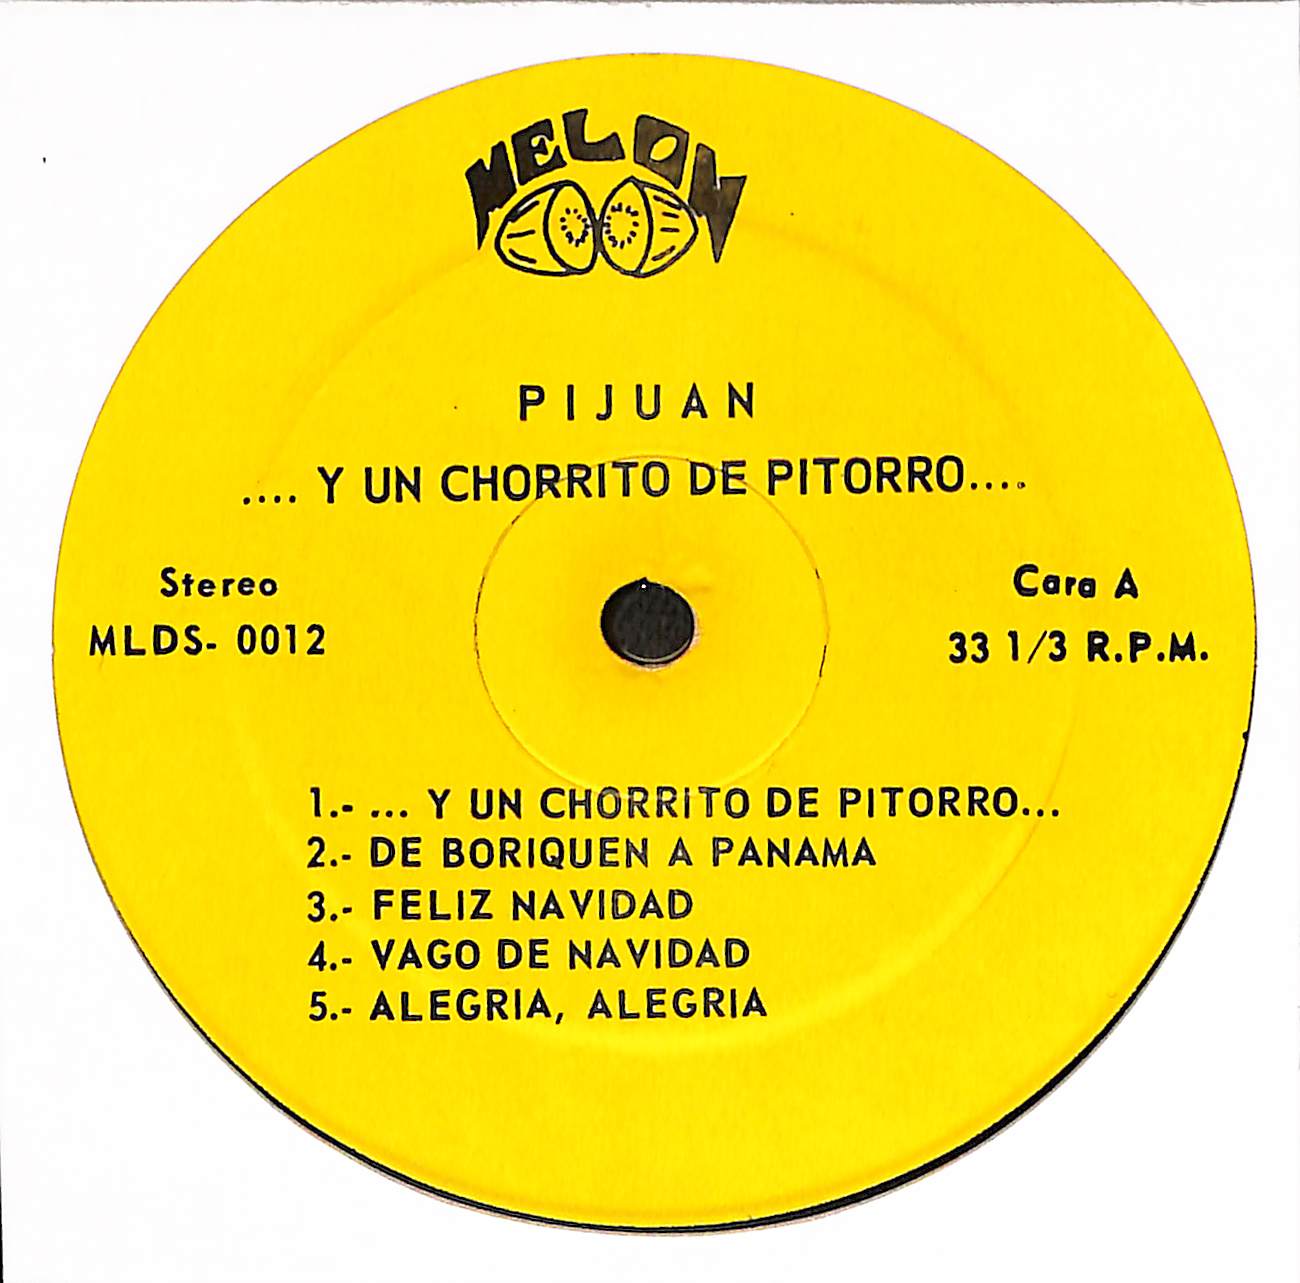 MELON
PIJUAN
.... Y UN CHORRITO DE PITORRO....
Stereo
MLDS- 0012
Cara A
33 1/3 R.P.M.
1.- ... Y UN CHORRITO DE PITORRO...
2.- DE BORIQUEN A PANAMA
3.- FELIZ NAVIDAD
4.- VAGO DE NAVIDAD
5.- ALEGRIA, ALEGRIA